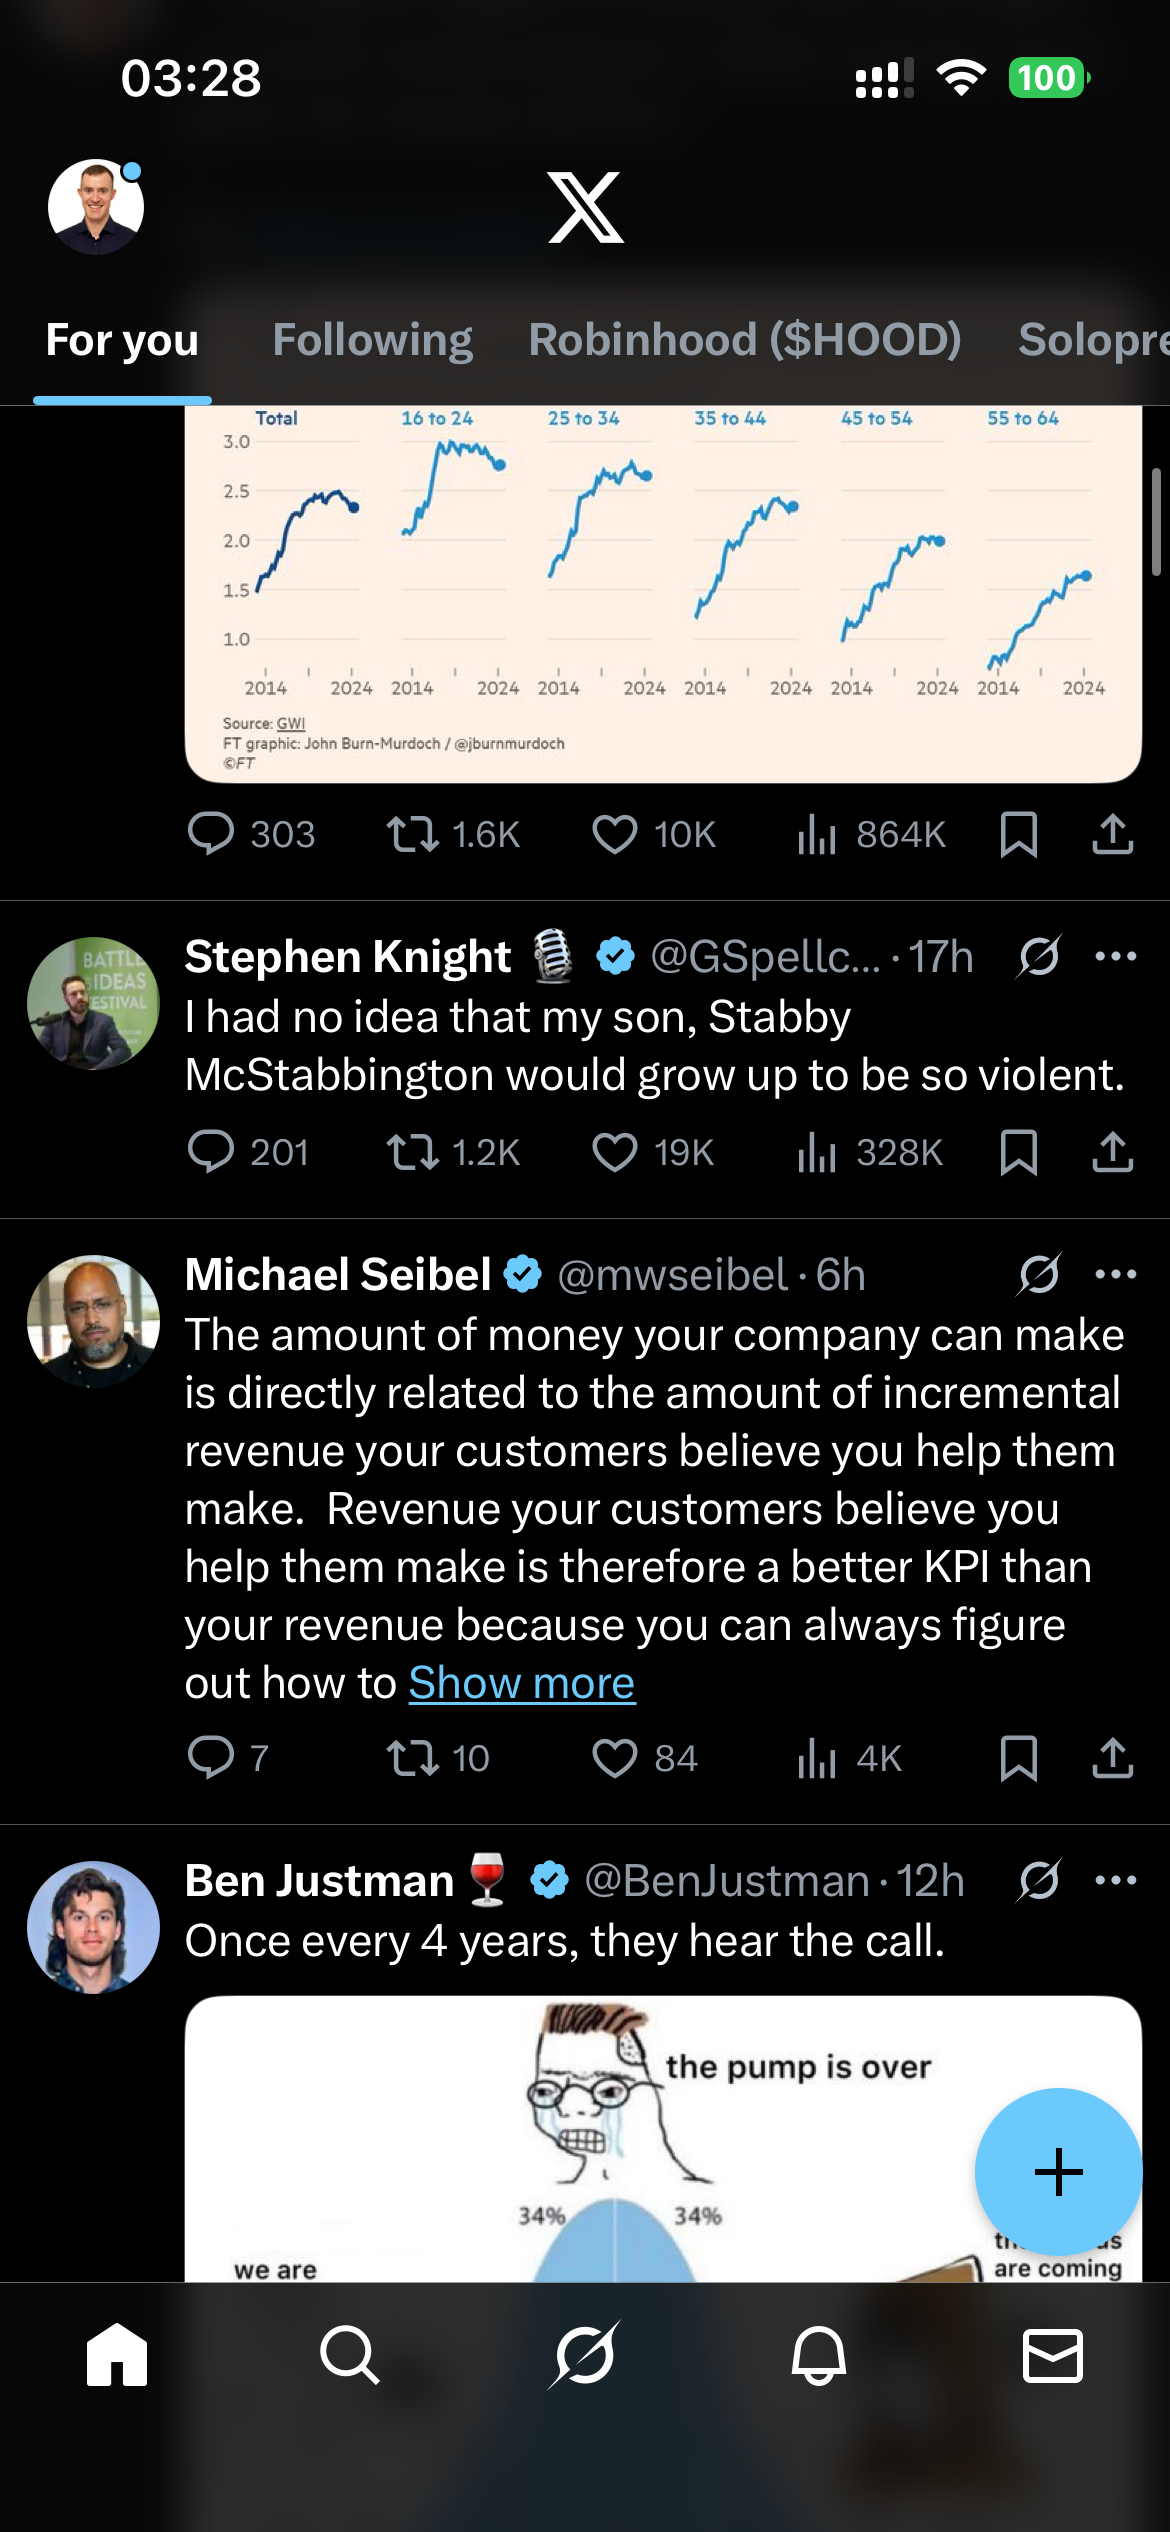 03:28
100
For you Following Robinhood ($HOOD) Solopre
Total 16 to 24 25 to 34 35 to 44 45 to 54 55 to 64
3.0
2.5
2.0
1.5
1.0
2014 2024 2014 2024 2014 2024 2014 2024 2014 2024 2014 2024
Source: GWI
FT graphic: John Burn-Murdoch / @jburnmurdoch
©FT
303 1.6K 10K 864K
BATTLE
IDEAS
ESTIVAL
Stephen Knight 🎙️ @GSpellc... · 17h
I had no idea that my son, Stabby
McStabbington would grow up to be so violent.
201 1.2K 19K 328K
Michael Seibel @mwseibel · 6h
The amount of money your company can make
is directly related to the amount of incremental
revenue your customers believe you help them
make.  Revenue your customers believe you
help them make is therefore a better KPI than
your revenue because you can always figure
out how to Show more
7 10 84 4K
Ben Justman🍷 @BenJustman · 12h
Once every 4 years, they hear the call.
the pump is over
34% 34%
we are
are coming